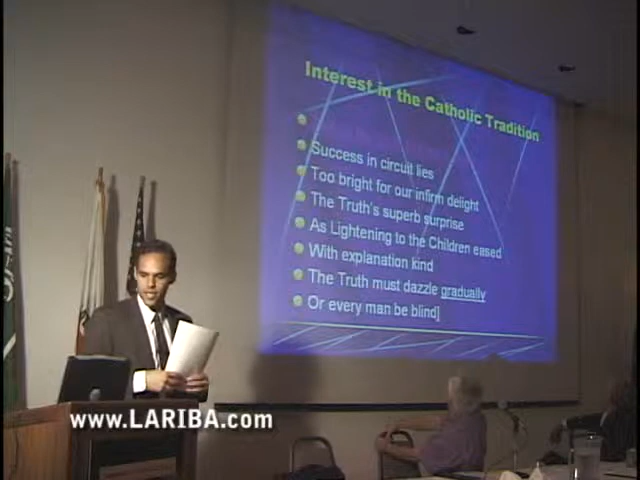 Interest in the Catholic Tradition
Success in circuit lies
Too bright for our infirm delight
The Truth's superb surprise
As Lightening to the Children eased
With explanation kind
The Truth must dazzle gradually
Or every man be blind]
www.LARIBA.com